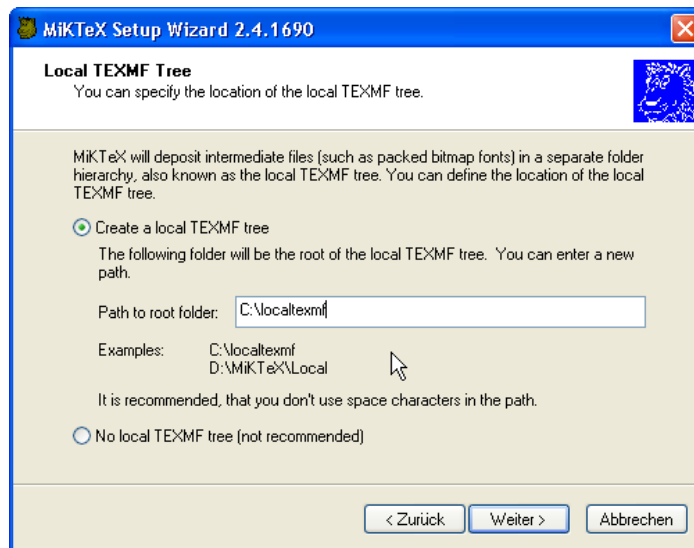 MiKTeX Setup Wizard 2.4.1690
Local TEXMF Tree
You can specify the location of the local TEXMF tree.
MiKTeX will deposit intermediate files (such as packed bitmap fonts) in a separate folder
hierarchy, also known as the local TEXMF tree. You can define the location of the local
TEXMF tree.
Create a local TEXMF tree
The following folder will be the root of the local TEXMF tree. You can enter a new
path.
Path to root folder: C:\localtexmf
Examples: C:\localtexmf
D:\MiKTeX\Local
It is recommended, that you don't use space characters in the path.
No local TEXMF tree (not recommended)
< Zurück Weiter > Abbrechen